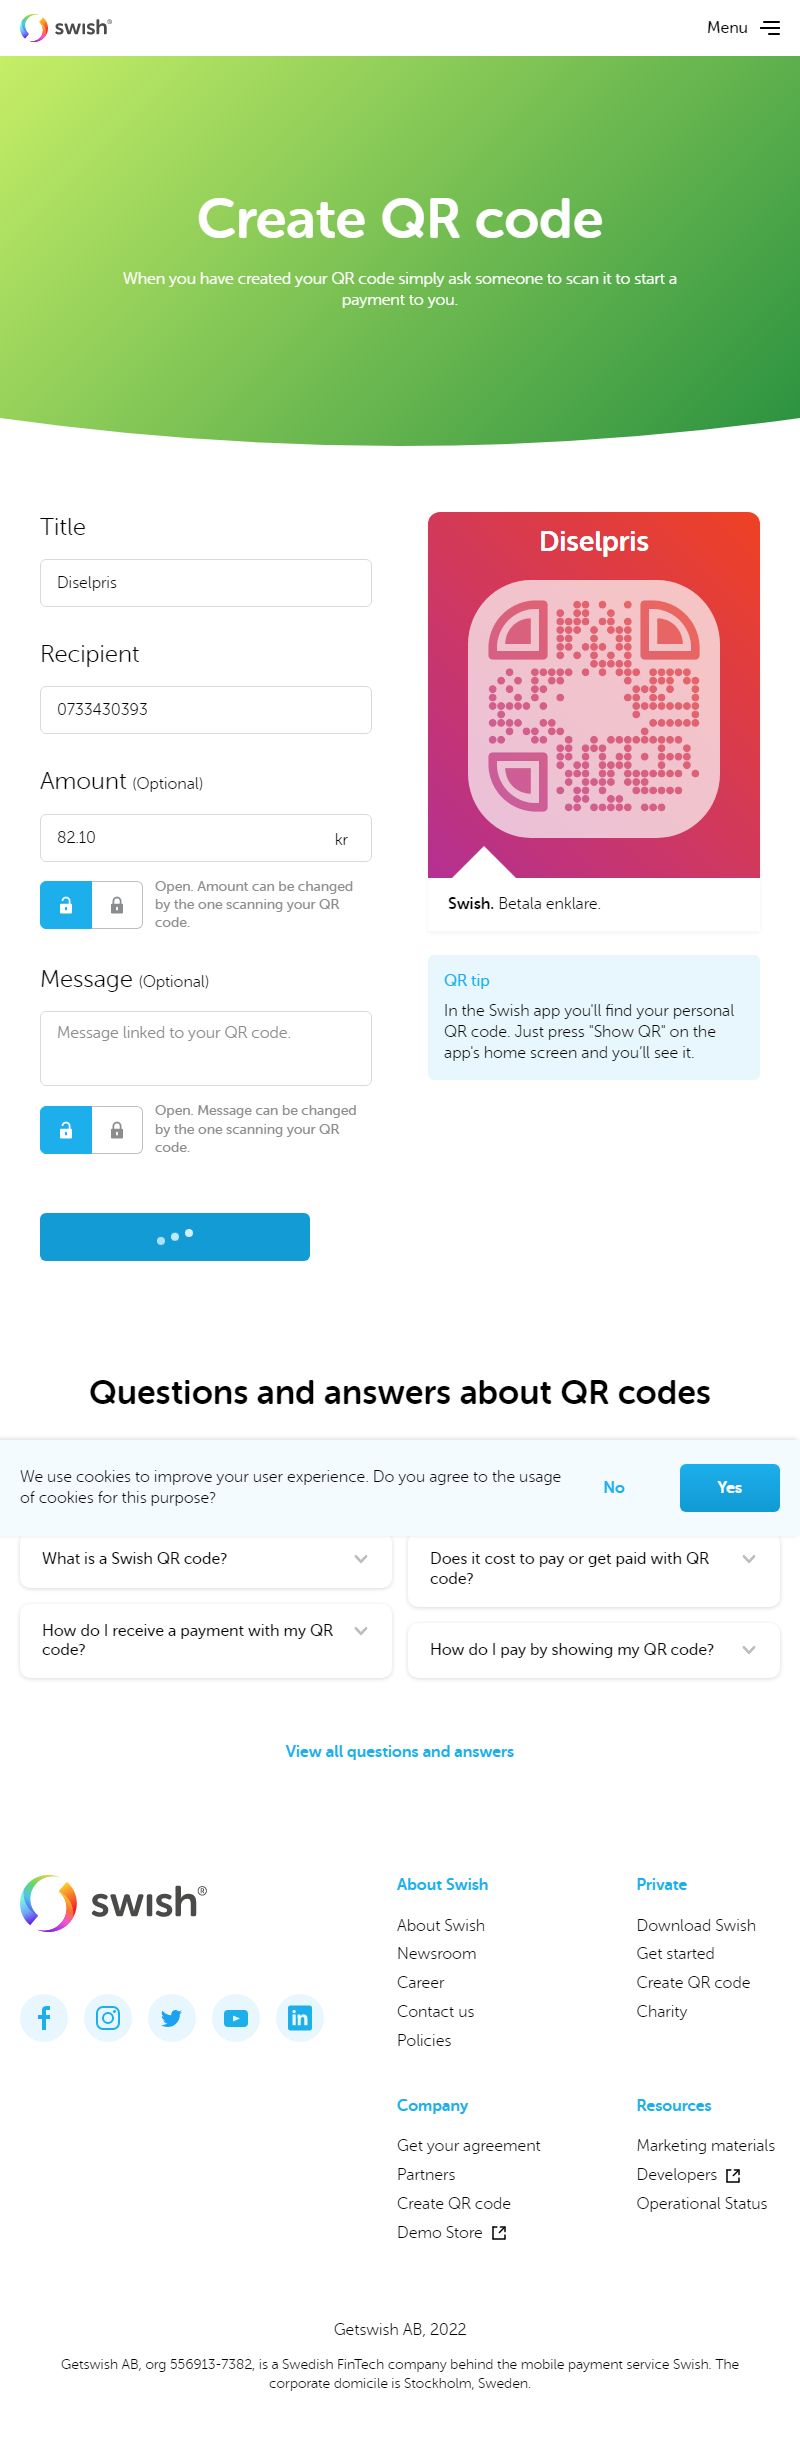 swish®
Menu
Create QR code
When you have created your QR code simply ask someone to scan it to start a
payment to you.
Title
Diselpris
Recipient
0733430393
Amount (Optional)
82.10 kr
Open. Amount can be changed
by the one scanning your QR
code.
Message (Optional)
Message linked to your QR code.
Open. Message can be changed
by the one scanning your QR
code.
Diselpris
Swish. Betala enklare.
QR tip
In the Swish app you'll find your personal
QR code. Just press "Show QR" on the
app's home screen and you’ll see it.
Questions and answers about QR codes
We use cookies to improve your user experience. Do you agree to the usage
of cookies for this purpose?
No
Yes
What is a Swish QR code?
How do I receive a payment with my QR
code?
Does it cost to pay or get paid with QR
code?
How do I pay by showing my QR code?
View all questions and answers
swish®
About Swish
About Swish
Newsroom
Career
Contact us
Policies
Private
Download Swish
Get started
Create QR code
Charity
Company
Get your agreement
Partners
Create QR code
Demo Store
Resources
Marketing materials
Developers
Operational Status
Getswish AB, 2022
Getswish AB, org 556913-7382, is a Swedish FinTech company behind the mobile payment service Swish. The
corporate domicile is Stockholm, Sweden.